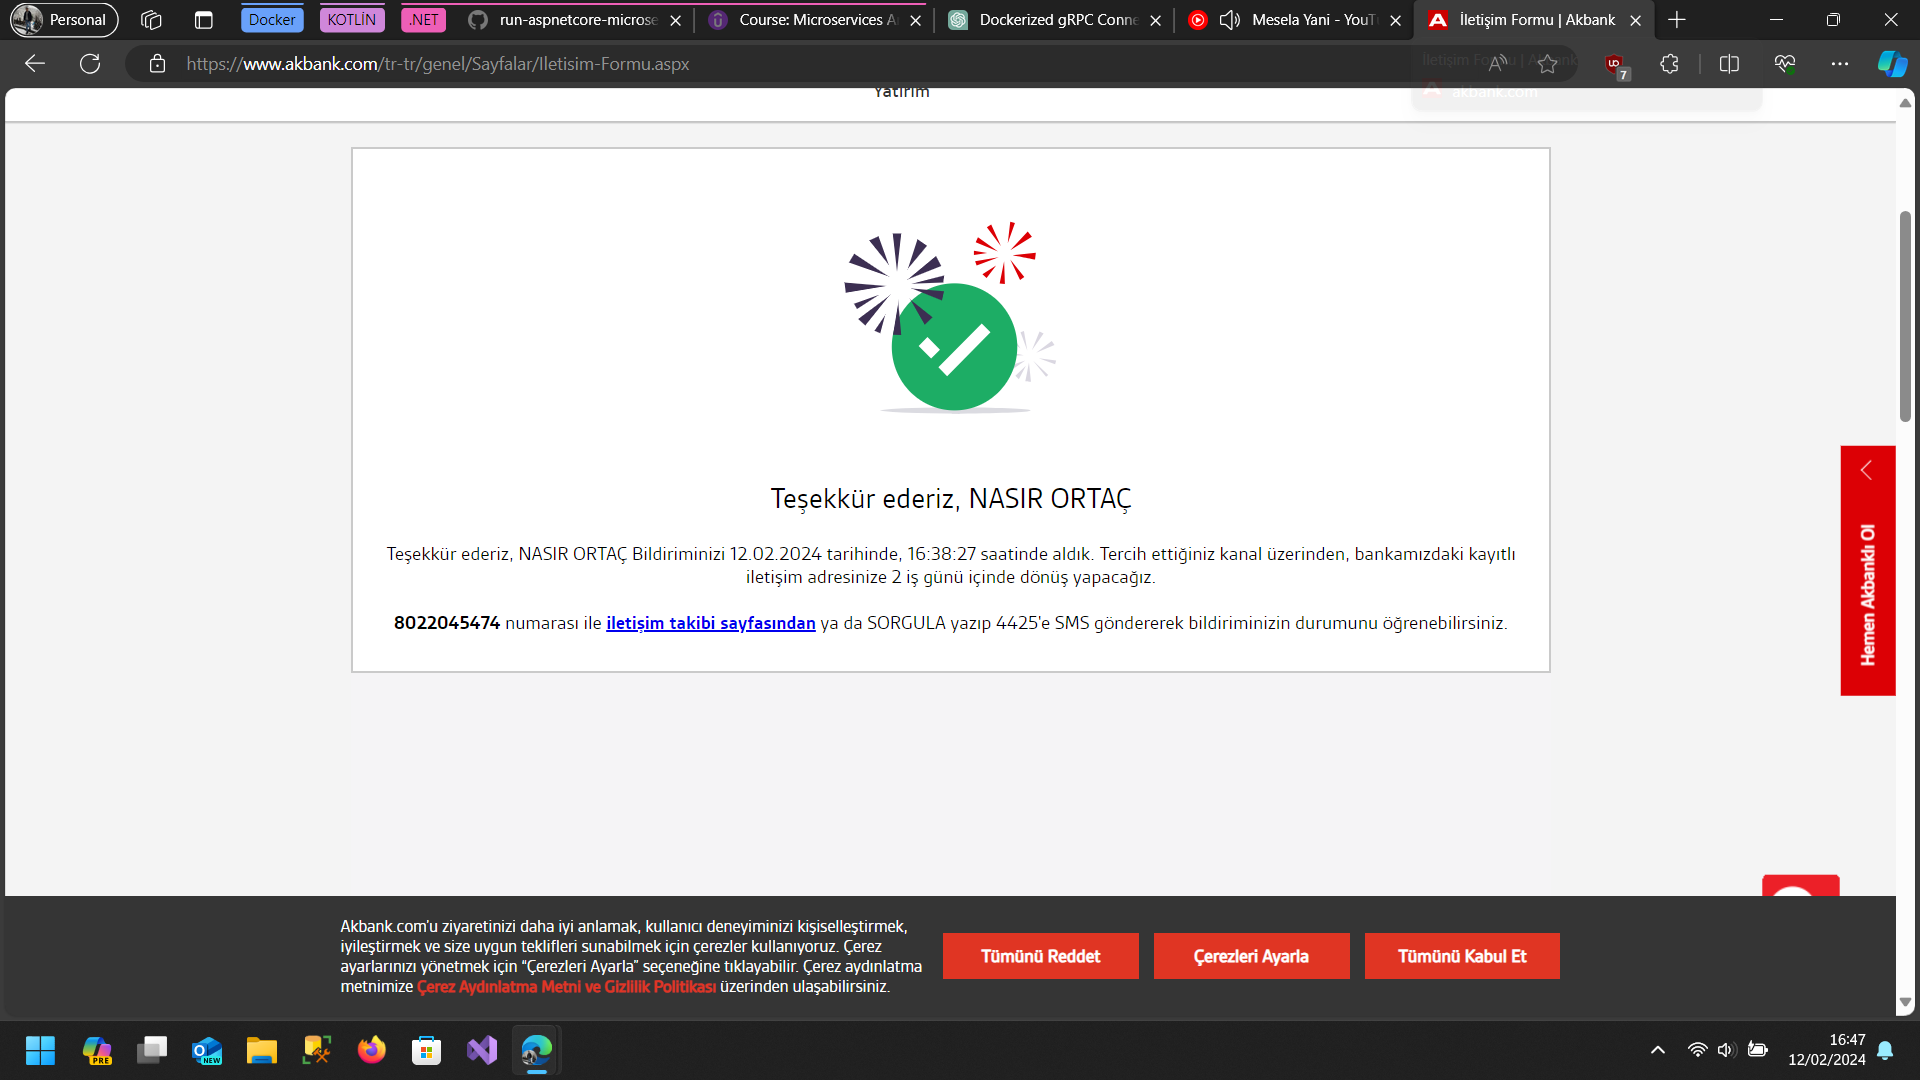 Personal
Docker
KOTLİN
.NET
run-aspnetcore-microse
Course: Microservices A
Dockerized gRPC Conne
Mesela Yani - YouT
İletişim Formu | Akbank
https://www.akbank.com/tr-tr/genel/Sayfalar/Iletisim-Formu.aspx
7
akbank.com
Yatırım
Teşekkür ederiz, NASIR ORTAÇ
Teşekkür ederiz, NASIR ORTAÇ Bildiriminizi 12.02.2024 tarihinde, 16:38:27 saatinde aldık. Tercih ettiğiniz kanal üzerinden, bankamızdaki kayıtlı
iletişim adresinize 2 iş günü içinde dönüş yapacağız.
8022045474 numarası ile iletişim takibi sayfasından ya da SORGULA yazıp 4425'e SMS göndererek bildiriminizin durumunu öğrenebilirsiniz.
Hemen Akbanklı Ol
Akbank.com'u ziyaretinizi daha iyi anlamak, kullanıcı deneyiminizi kişiselleştirmek,
iyileştirmek ve size uygun teklifleri sunabilmek için çerezler kullanıyoruz. Çerez
ayarlarınızı yönetmek için “Çerezleri Ayarla” seçeneğine tıklayabilir. Çerez aydınlatma
metnimize Çerez Aydınlatma Metni ve Gizlilik Politikası üzerinden ulaşabilirsiniz.
Tümünü Reddet
Çerezleri Ayarla
Tümünü Kabul Et
PRE
NEW
16:47
12/02/2024